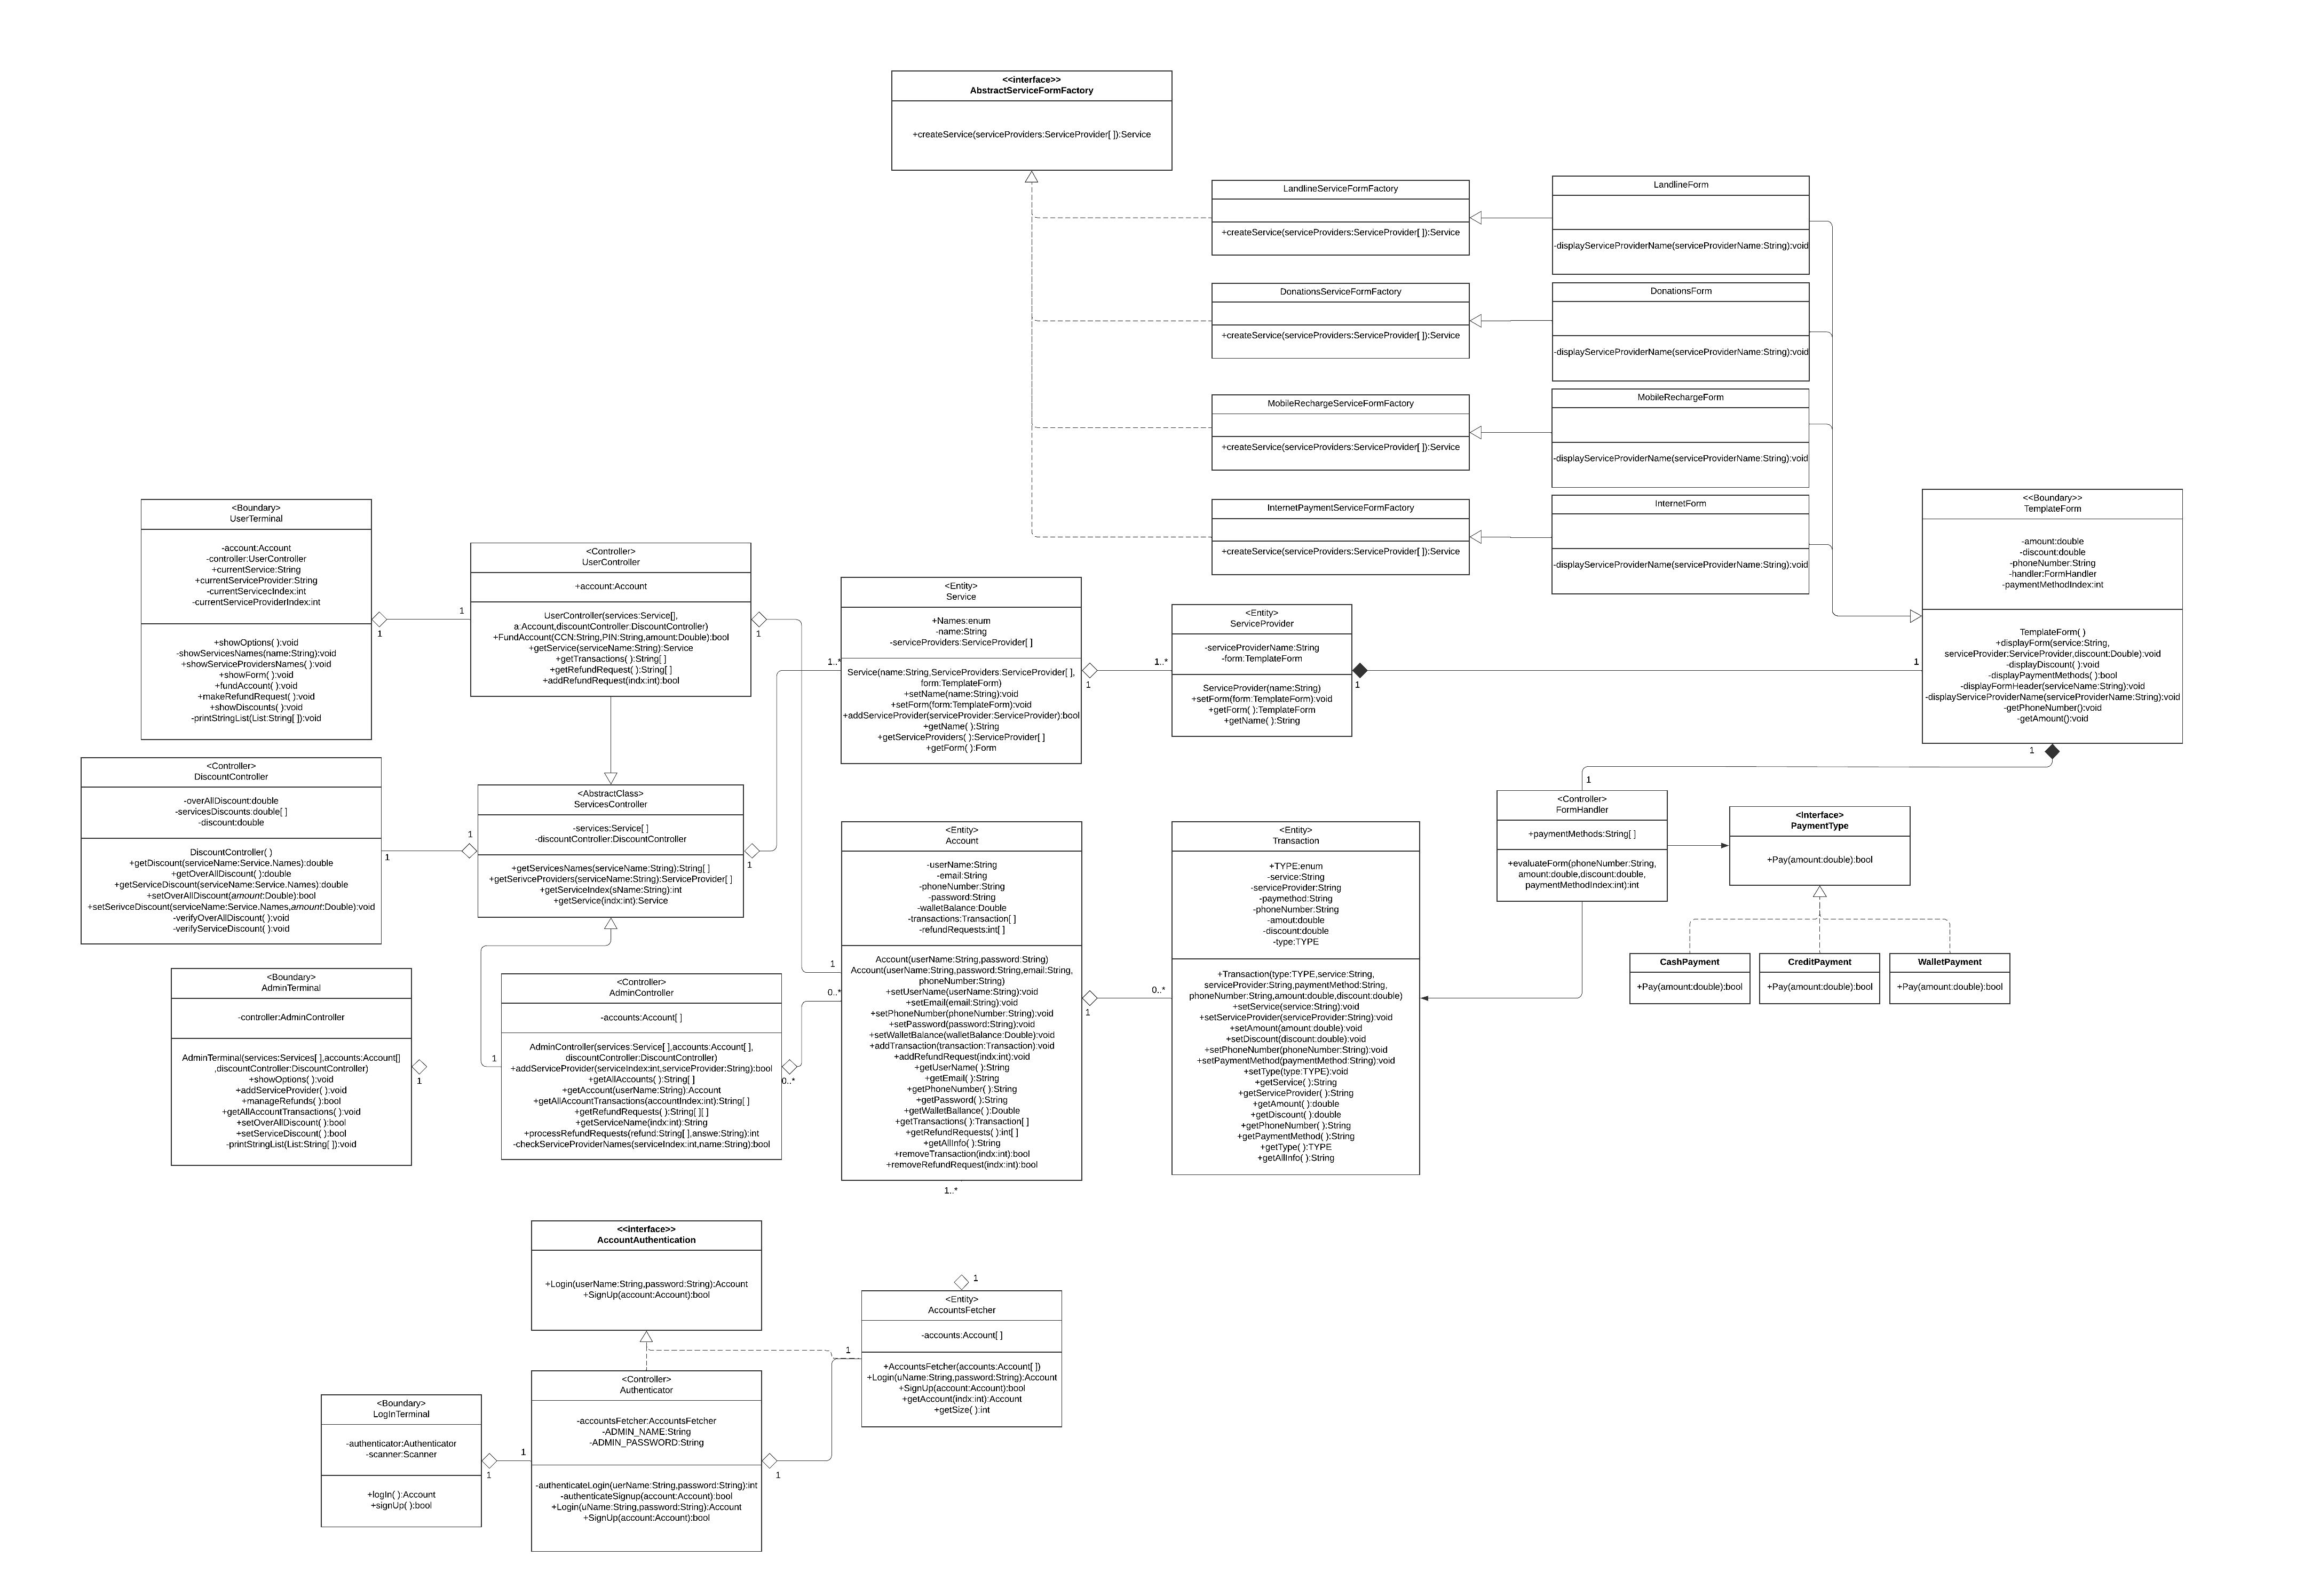 <<interface>>
AbstractServiceFormFactory
+createService(serviceProviders:ServiceProvider[ ]):Service
LandlineServiceFormFactory
+createService(serviceProviders:ServiceProvider[ ]):Service
LandlineForm
-displayServiceProviderName(serviceProviderName:String):void
DonationsServiceFormFactory
+createService(serviceProviders:ServiceProvider[ ]):Service
DonationsForm
-displayServiceProviderName(serviceProviderName:String):void
MobileRechargeServiceFormFactory
+createService(serviceProviders:ServiceProvider[ ]):Service
MobileRechargeForm
-displayServiceProviderName(serviceProviderName:String):void
InternetPaymentServiceFormFactory
+createService(serviceProviders:ServiceProvider[ ]):Service
InternetForm
-displayServiceProviderName(serviceProviderName:String):void
<<Boundary>>
TemplateForm
-amount:double
-discount:double
-phoneNumber:String
-handler:FormHandler
-paymentMethodIndex:int
TemplateForm( )
+displayForm(service:String,
serviceProvider:ServiceProvider,discount:Double):void
-displayDiscount( ):void
-displayPaymentMethods( ):bool
-displayFormHeader(serviceName:String):void
-displayServiceProviderName(serviceProviderName:String):void
-getPhoneNumber():void
-getAmount():void
1
1
<Boundary>
UserTerminal
-account:Account
-controller:UserController
+currentService:String
+currentServiceProvider:String
-currentServicecIndex:int
-currentServiceProviderIndex:int
+showOptions( ):void
-showServicesNames(name:String):void
+showServiceProvidersNames( ):void
+showForm( ):void
+fundAccount( ):void
+makeRefundRequest( ):void
+showDiscounts( ):void
-printStringList(List:String[ ]):void
1
1
<Controller>
UserController
+account:Account
UserController(services:Service[],
a:Account,discountController:DiscountController)
+FundAccount(CCN:String,PIN:String,amount:Double):bool
+getService(serviceName:String):Service
+getTransactions( ):String[ ]
+getRefundRequest( ):String[ ]
+addRefundRequest(indx:int):bool
1
<Entity>
Service
+Names:enum
-name:String
-serviceProviders:ServiceProvider[ ]
Service(name:String,ServiceProviders:ServiceProvider[ ],
form:TemplateForm)
+setName(name:String):void
+setForm(form:TemplateForm):void
+addServiceProvider(serviceProvider:ServiceProvider):bool
+getName( ):String
+getServiceProviders( ):ServiceProvider[ ]
+getForm( ):Form
1..*
1
1..*
<Entity>
ServiceProvider
-serviceProviderName:String
-form:TemplateForm
ServiceProvider(name:String)
+setForm(form:TemplateForm):void
+getForm( ):TemplateForm
+getName( ):String
1
<Controller>
DiscountController
-overAllDiscount:double
-servicesDiscounts:double[ ]
-discount:double
DiscountController( )
+getDiscount(serviceName:Service.Names):double
+getOverAllDiscount( ):double
+getServiceDiscount(serviceName:Service.Names):double
+setOverAllDiscount(amount:Double):bool
+setSerivceDiscount(serviceName:Service.Names,amount:Double):void
-verifyOverAllDiscount( ):void
-verifyServiceDiscount( ):void
1
1
<AbstractClass>
ServicesController
-services:Service[ ]
-discountController:DiscountController
+getServicesNames(serviceName:String):String[ ]
+getSerivceProviders(serviceName:String):ServiceProvider[ ]
+getServiceIndex(sName:String):int
+getService(indx:int):Service
1
<Boundary>
AdminTerminal
-controller:AdminController
AdminTerminal(services:Services[ ],accounts:Account[]
,discountController:DiscountController)
+showOptions( ):void
+addServiceProvider( ):void
+manageRefunds( ):bool
+getAllAccountTransactions( ):void
+setOverAllDiscount( ):bool
+setServiceDiscount( ):bool
-printStringList(List:String[ ]):void
1
1
<Controller>
AdminController
-accounts:Account[ ]
AdminController(services:Service[ ],accounts:Account[ ],
discountController:DiscountController)
+addServiceProvider(serviceIndex:int,serviceProvider:String):bool
+getAllAccounts( ):String[ ]
+getAccount(userName:String):Account
+getAllAccountTransactions(accountIndex:int):String[ ]
+getRefundRequests( ):String[ ][ ]
+getServiceName(indx:int):String
+processRefundRequests(refund:String[ ],answe:String):int
-checkServiceProviderNames(serviceIndex:int,name:String):bool
0..*
1
0..*
<Entity>
Account
-userName:String
-email:String
-phoneNumber:String
-password:String
-walletBalance:Double
-transactions:Transaction[ ]
-refundRequests:int[ ]
Account(userName:String,password:String)
Account(userName:String,password:String,email:String,
phoneNumber:String)
+setUserName(userName:String):void
+setEmail(email:String):void
+setPhoneNumber(phoneNumber:String):void
+setPassword(password:String):void
+setWalletBalance(walletBalance:Double):void
+addTransaction(transaction:Transaction):void
+addRefundRequest(indx:int):void
+getUserName( ):String
+getEmail( ):String
+getPhoneNumber( ):String
+getPassword( ):String
+getWalletBallance( ):Double
+getTransactions( ):Transaction[ ]
+getRefundRequests( ):int[ ]
+getAllInfo( ):String
+removeTransaction(indx:int):bool
+removeRefundRequest(indx:int):bool
1
0..*
1..*
<Entity>
Transaction
+TYPE:enum
-service:String
-serviceProvider:String
-paymethod:String
-phoneNumber:String
-amout:double
-discount:double
-type:TYPE
+Transaction(type:TYPE,service:String,
serviceProvider:String,paymentMethod:String,
phoneNumber:String,amount:double,discount:double)
+setService(service:String):void
+setServiceProvider(serviceProvider:String):void
+setAmount(amount:double):void
+setDiscount(discount:double):void
+setPhoneNumber(phoneNumber:String):void
+setPaymentMethod(paymentMethod:String):void
+setType(type:TYPE):void
+getService( ):String
+getServiceProvider( ):String
+getAmount( ):double
+getDiscount( ):double
+getPhoneNumber( ):String
+getPaymentMethod( ):String
+getType( ):TYPE
+getAllInfo( ):String
1
<Controller>
FormHandler
+paymentMethods:String[ ]
+evaluateForm(phoneNumber:String,
amount:double,discount:double,
paymentMethodIndex:int):int
<Interface>
PaymentType
+Pay(amount:double):bool
CashPayment
+Pay(amount:double):bool
CreditPayment
+Pay(amount:double):bool
WalletPayment
+Pay(amount:double):bool
<<interface>>
AccountAuthentication
+Login(userName:String,password:String):Account
+SignUp(account:Account):bool
1
<Entity>
AccountsFetcher
-accounts:Account[ ]
+AccountsFetcher(accounts:Account[ ])
+Login(uName:String,password:String):Account
+SignUp(account:Account):bool
+getAccount(indx:int):Account
+getSize( ):int
1
<Controller>
Authenticator
-accountsFetcher:AccountsFetcher
-ADMIN_NAME:String
-ADMIN_PASSWORD:String
-authenticateLogin(uerName:String,password:String):int
-authenticateSignup(account:Account):bool
+Login(uName:String,password:String):Account
+SignUp(account:Account):bool
1
<Boundary>
LogInTerminal
-authenticator:Authenticator
-scanner:Scanner
+logIn( ):Account
+signUp( ):bool
1
1